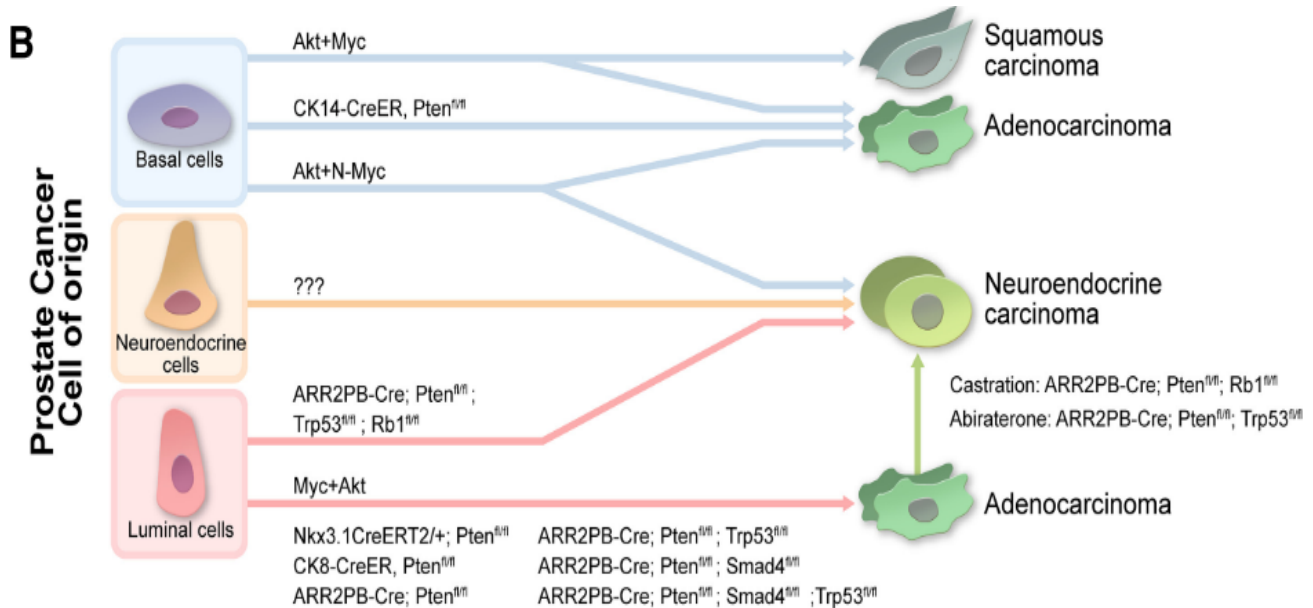 B
Prostate Cancer
Cell of origin
Basal cells
Neuroendocrine
cells
Luminal cells
Akt+Myc
CK14-CreER, Pten^fl/fl
Akt+N-Myc
???
ARR2PB-Cre; Pten^fl/fl ;
Trp53^fl/fl ; Rb1^fl/fl
Myc+Akt
Nkx3.1CreERT2/+; Pten^fl/fl
CK8-CreER, Pten^fl/fl
ARR2PB-Cre; Pten^fl/fl
ARR2PB-Cre; Pten^fl/fl ; Trp53^fl/fl
ARR2PB-Cre; Pten^fl/fl ; Smad4^fl/fl
ARR2PB-Cre; Pten^fl/fl ; Smad4^fl/fl ;Trp53^fl/fl
Squamous
carcinoma
Adenocarcinoma
Neuroendocrine
carcinoma
Castration: ARR2PB-Cre; Pten^fl/fl; Rb1^fl/fl
Abiraterone: ARR2PB-Cre; Pten^fl/fl; Trp53^fl/fl
Adenocarcinoma